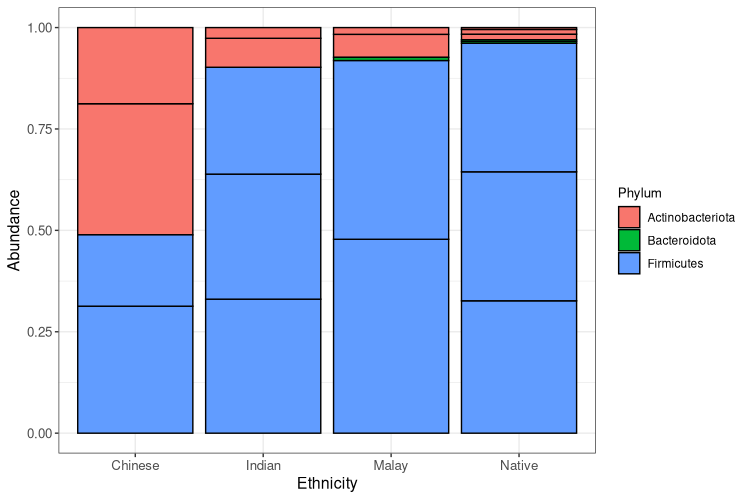 1.00
0.75
0.50
0.25
0.00
Abundance
Chinese
Indian
Malay
Native
Ethnicity
Phylum
Actinobacteriota
Bacteroidota
Firmicutes